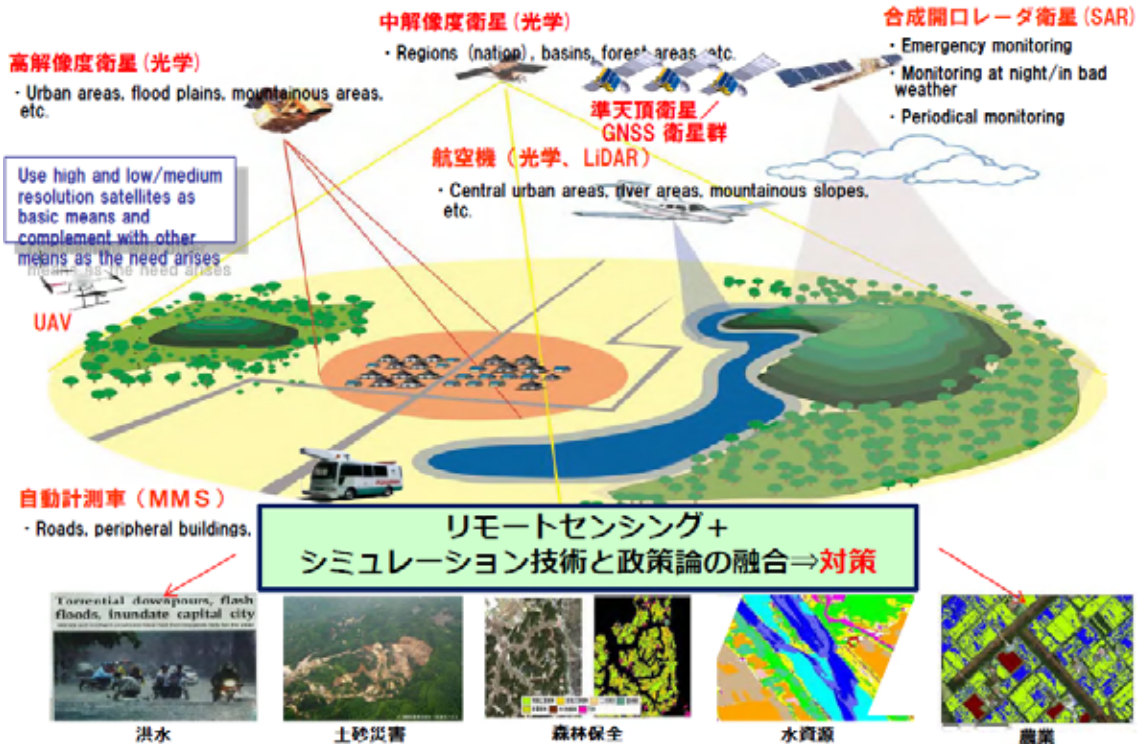 中解像度衛星(光学)
・Regions (nation), basins, forest areas, etc.
合成開口レーダ衛星(SAR)
・Emergency monitoring
・Monitoring at night/in bad
weather
・Periodical monitoring
高解像度衛星(光学)
・Urban areas, flood plains, mountainous areas,
etc.
準天頂衛星／
GNSS 衛星群
航空機（光学、LiDAR）
・Central urban areas, river areas, mountainous slopes,
etc.
Use high and low/medium
resolution satellites as
basic means and
complement with other
means as the need arises
UAV
自動計測車（ＭＭＳ）
・Roads, peripheral buildings,
リモートセンシング＋
シミュレーション技術と政策論の融合⇒対策
Torrential downpours, flash
floods, inundate capital city
洪水
土砂災害
森林保全
水資源
農業